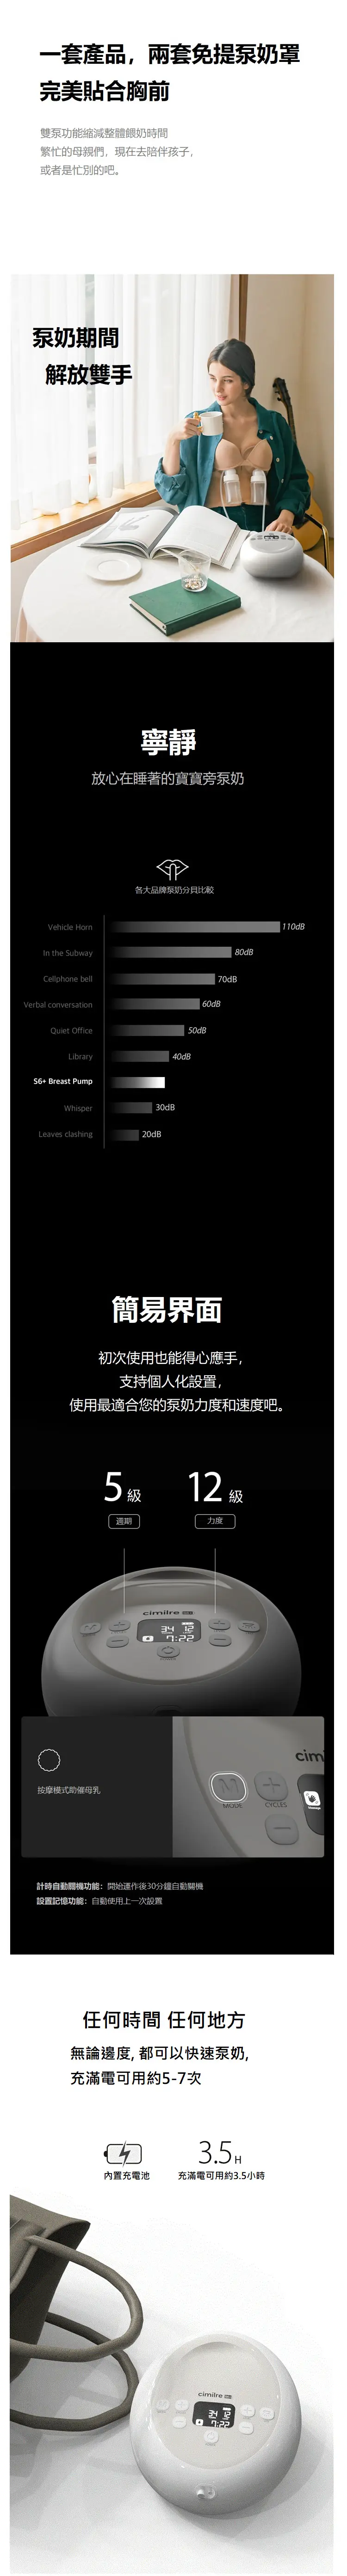 一套產品，兩套免提泵奶罩
完美貼合胸前
雙泵功能縮減整體餵奶時間
繁忙的母親們，現在去陪伴孩子，
或者是忙別的吧。
泵奶期間
解放雙手
寧靜
放心在睡著的寶寶旁泵奶
各大品牌泵奶分貝比較
Vehicle Horn 110dB
In the Subway 80dB
Cellphone bell 70dB
Verbal conversation 60dB
Quiet Office 50dB
Library 40dB
S6+ Breast Pump
Whisper 30dB
Leaves clashing 20dB
簡易界面
初次使用也能得心應手，
支持個人化設置，
使用最適合您的泵奶力度和速度吧。
5級 12級
週期 力度
cimilre
34 12
7:22
按摩模式助催母乳
cim
MODE CYCLES
計時自動關機功能：開始運作後30分鐘自動關機
設置記憶功能：自動使用上一次設置
任何時間 任何地方
無論邊度, 都可以快速泵奶,
充滿電可用約5-7次
3.5H
內置充電池 充滿電可用約3.5小時
cimilre
34 12
7:22